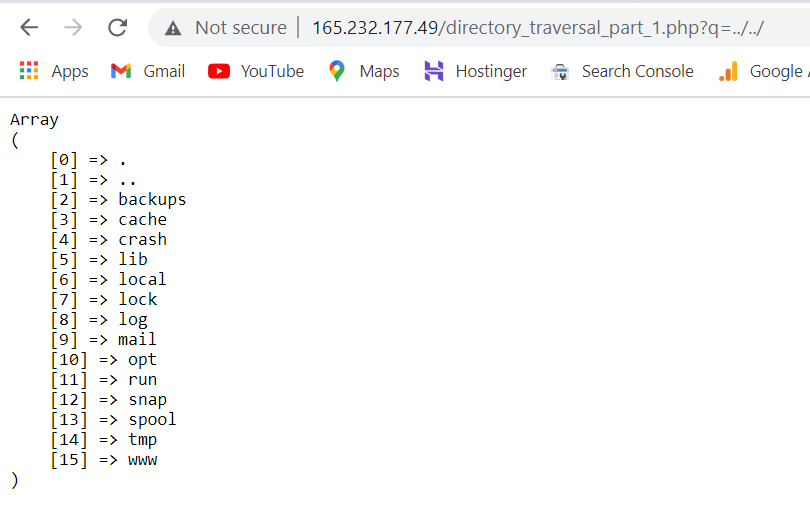 Not secure | 165.232.177.49/directory_traversal_part_1.php?q=../../
Apps Gmail YouTube Maps Hostinger Search Console Google
Array
(
[0] => .
[1] => ..
[2] => backups
[3] => cache
[4] => crash
[5] => lib
[6] => local
[7] => lock
[8] => log
[9] => mail
[10] => opt
[11] => run
[12] => snap
[13] => spool
[14] => tmp
[15] => www
)